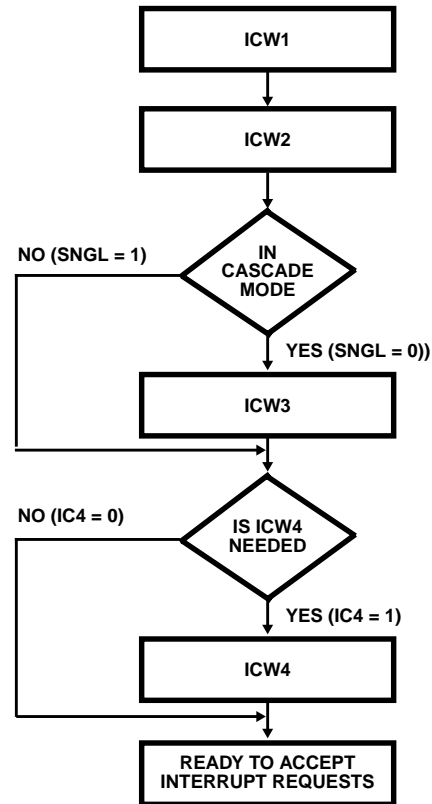 ICW1
ICW2
IN
CASCADE
MODE
NO (SNGL = 1)
YES (SNGL = 0))
ICW3
IS ICW4
NEEDED
NO (IC4 = 0)
YES (IC4 = 1)
ICW4
READY TO ACCEPT
INTERRUPT REQUESTS